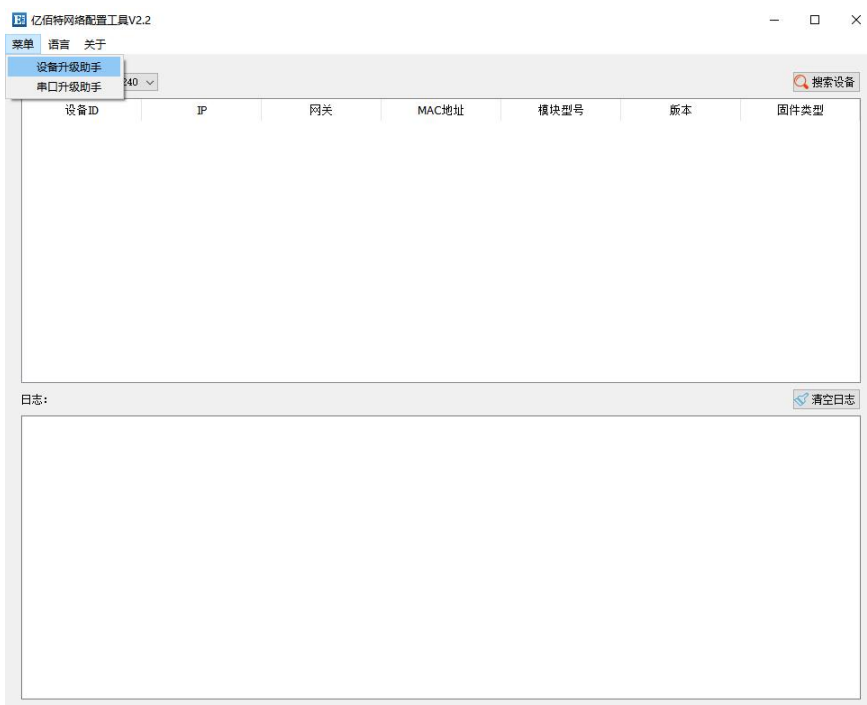 亿佰特网络配置工具V2.2
菜单 语言 关于
设备升级助手
串口升级助手
240
搜索设备
设备ID IP 网关 MAC地址 模块型号 版本 固件类型
日志:
清空日志